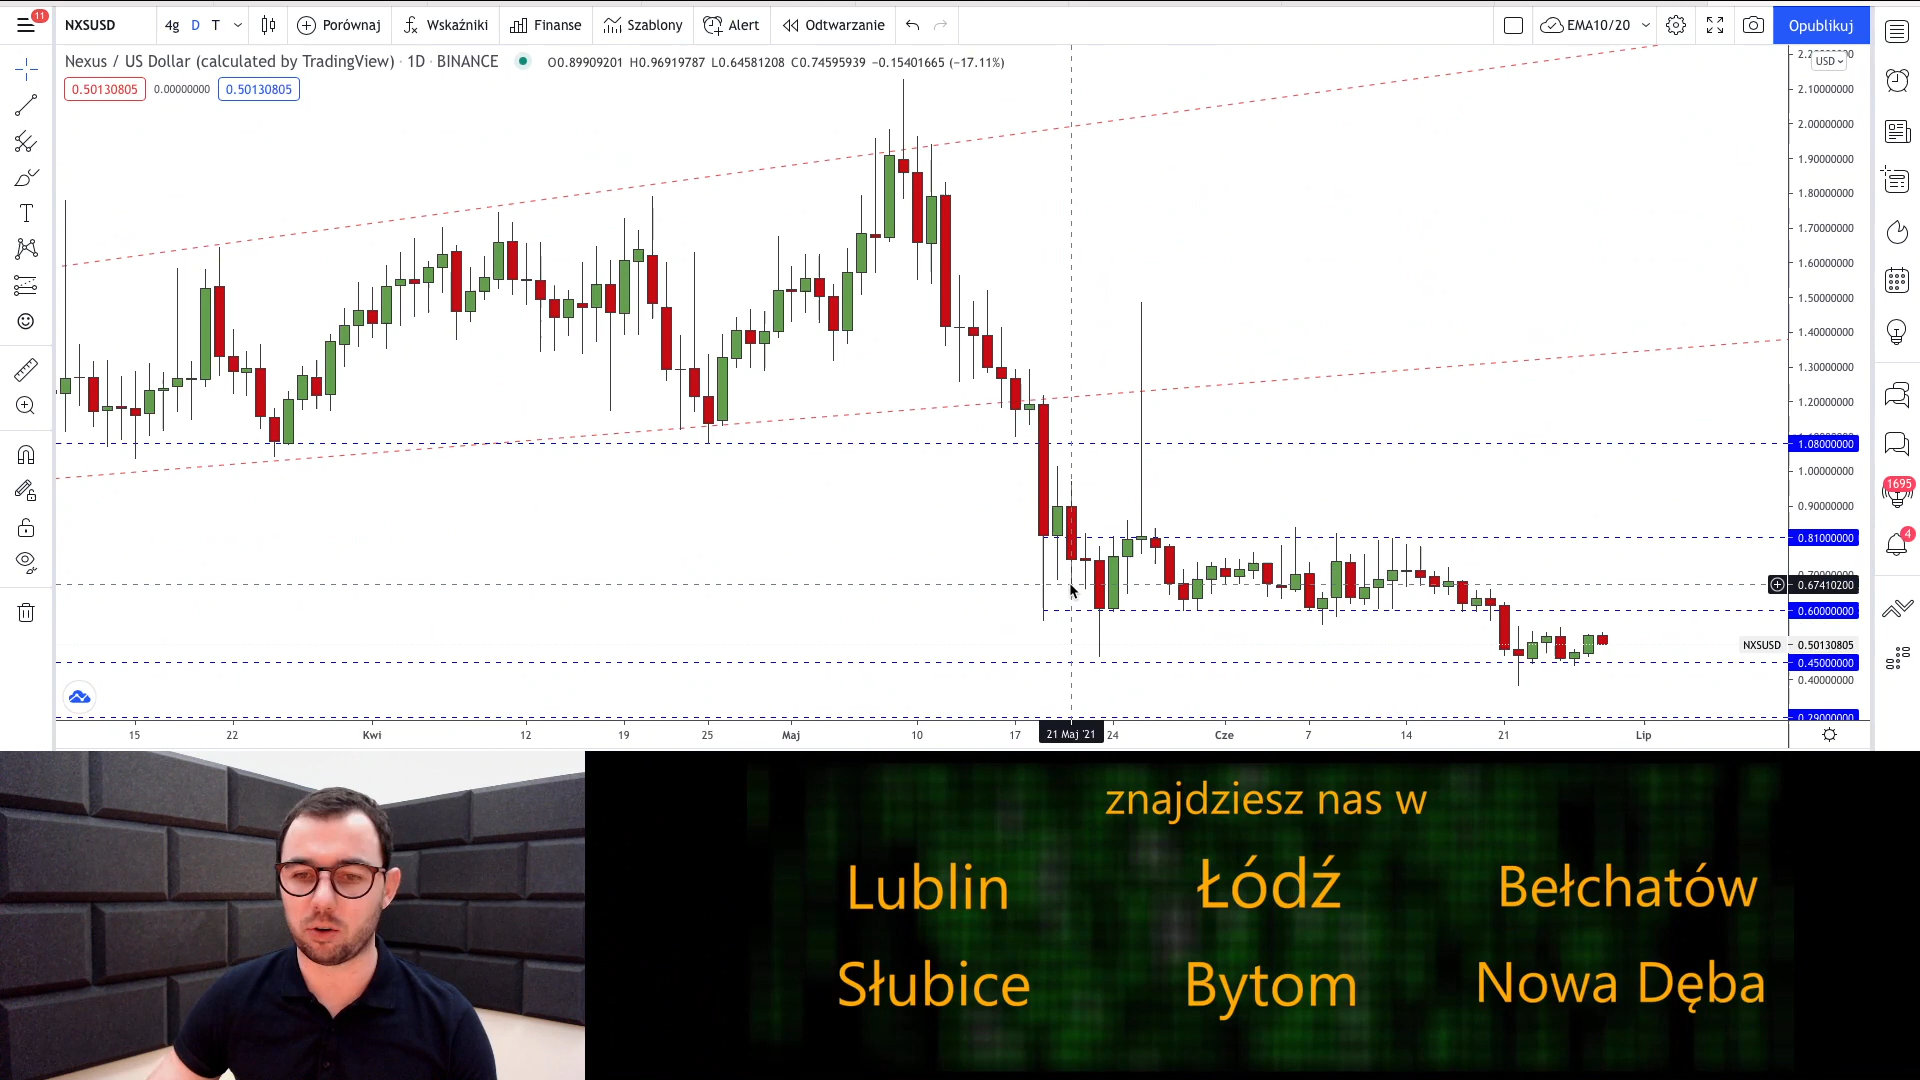 11
NXSUSD
4g D T
Porównaj
Wskaźniki
Finanse
Szablony
Alert
Odtwarzanie
EMA10/20
Opublikuj
Nexus / US Dollar (calculated by TradingView) · 1D · BINANCE
O0.89909201 H0.96919787 L0.64581208 C0.74595939 −0.15401665 (−17.11%)
0.50130805 0.00000000 0.50130805
USD
2.10000000
2.00000000
1.90000000
1.80000000
1.70000000
1.60000000
1.50000000
1.40000000
1.30000000
1.20000000
1.08000000
1.00000000
0.90000000
0.81000000
0.67410200
0.60000000
NXSUSD 0.50130805
0.45000000
0.40000000
0.29000000
1695
4
15 22 Kwi 12 19 25 Maj 10 17 21 Maj '21 24 Cze 7 14 21 Lip
znajdziesz nas w
Lublin Łódź Bełchatów
Słubice Bytom Nowa Dęba